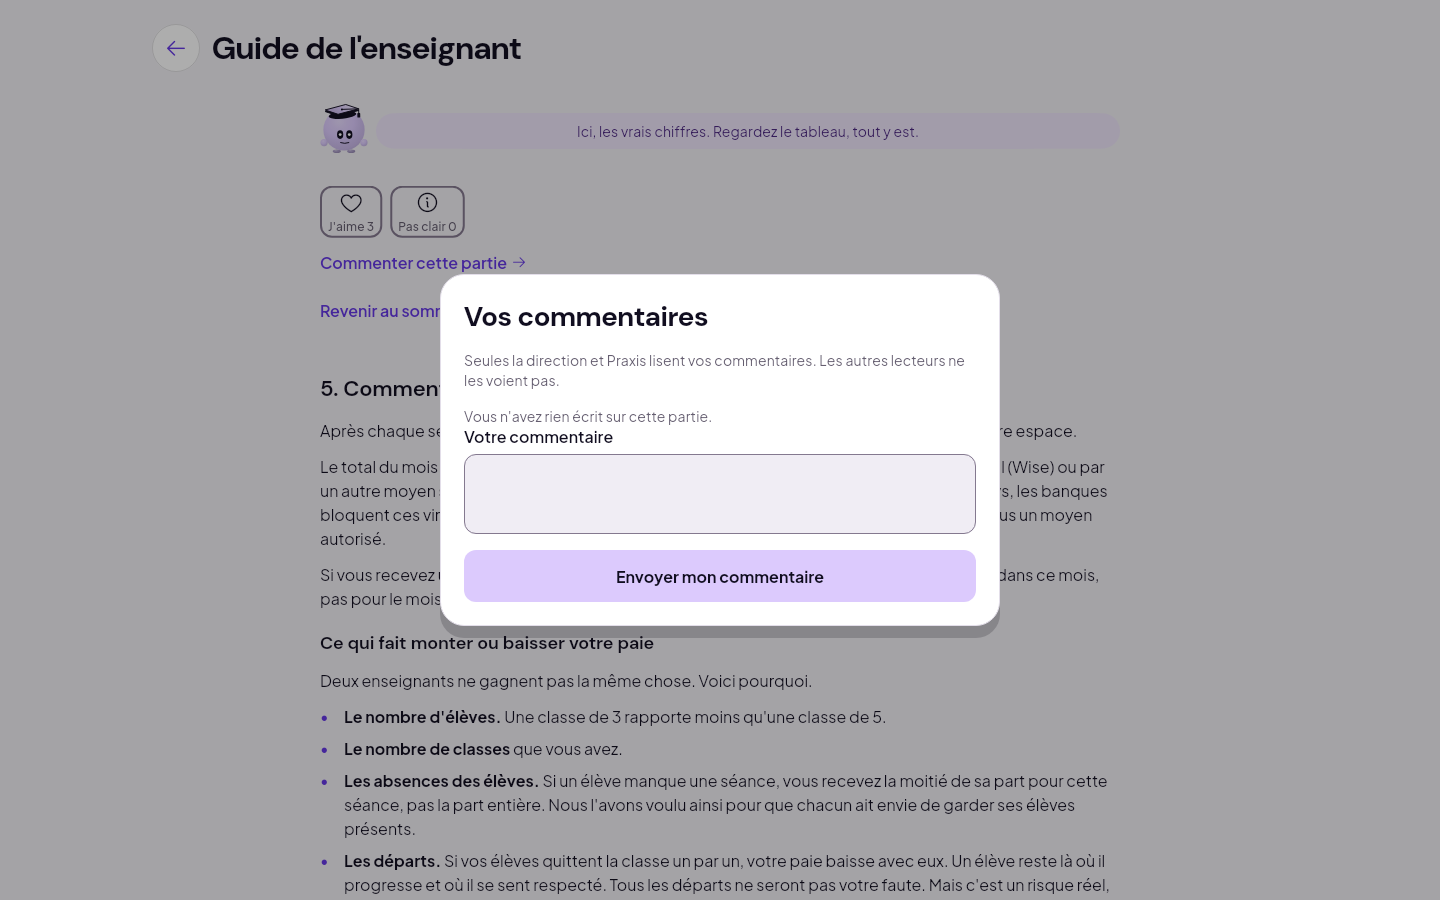 Guide de l'enseignant
Ici, les vrais chiffres. Regardez le tableau, tout y est.
J'aime 3
Pas clair 0
Commenter cette partie →
Revenir au somm
Vos commentaires
Seules la direction et Praxis lisent vos commentaires. Les autres lecteurs ne
les voient pas.
Vous n'avez rien écrit sur cette partie.
Votre commentaire
Envoyer mon commentaire
5. Commen
Après chaque se re espace.
Le total du mois l (Wise) ou par
un autre moyen rs, les banques
bloquent ces vir us un moyen
autorisé.
Si vous recevez dans ce mois,
pas pour le mois
Ce qui fait monter ou baisser votre paie
Deux enseignants ne gagnent pas la même chose. Voici pourquoi.
• Le nombre d'élèves. Une classe de 3 rapporte moins qu'une classe de 5.
• Le nombre de classes que vous avez.
• Les absences des élèves. Si un élève manque une séance, vous recevez la moitié de sa part pour cette
séance, pas la part entière. Nous l'avons voulu ainsi pour que chacun ait envie de garder ses élèves
présents.
• Les départs. Si vos élèves quittent la classe un par un, votre paie baisse avec eux. Un élève reste là où il
progresse et où il se sent respecté. Tous les départs ne seront pas votre faute. Mais c'est un risque réel,